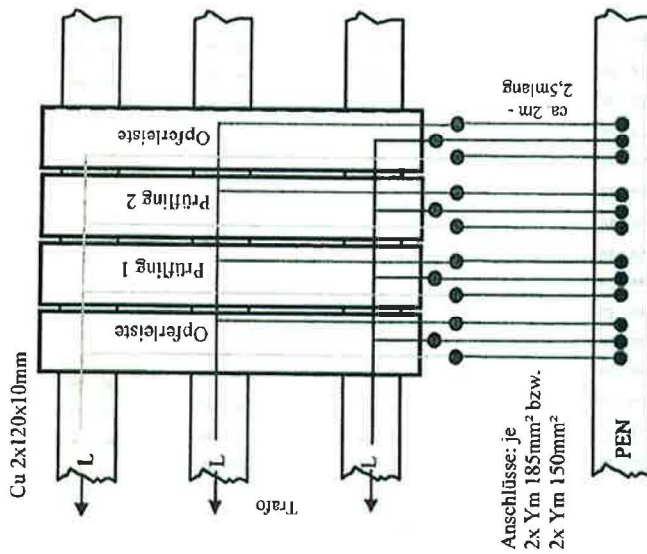 Cu 2x120x10mm
Opferleiste
Prüfling 1
Prüfling 2
Opferleiste
L
L
L
Trafo
ca. 2m -
2,5mlang
Anschlüsse: je
2x Ym 185mm² bzw.
2x Ym 150mm²
PEN